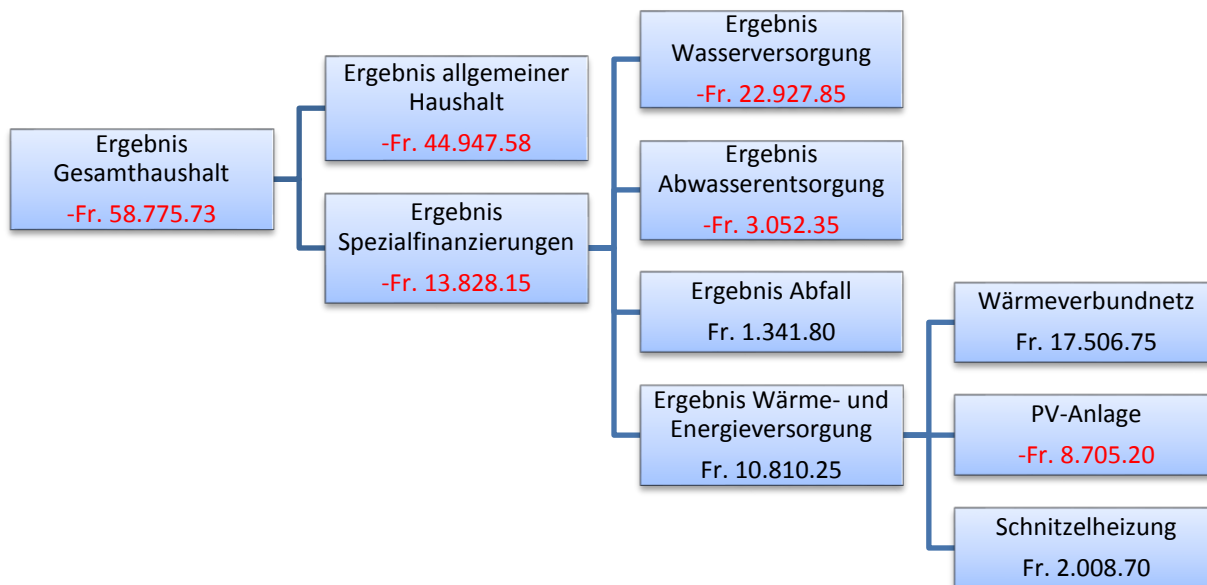 Ergebnis
Gesamthaushalt
-Fr. 58.775.73
Ergebnis allgemeiner
Haushalt
-Fr. 44.947.58
Ergebnis
Spezialfinanzierungen
-Fr. 13.828.15
Ergebnis
Wasserversorgung
-Fr. 22.927.85
Ergebnis
Abwasserentsorgung
-Fr. 3.052.35
Ergebnis Abfall
Fr. 1.341.80
Ergebnis Wärme- und
Energieversorgung
Fr. 10.810.25
Wärmeverbundnetz
Fr. 17.506.75
PV-Anlage
-Fr. 8.705.20
Schnitzelheizung
Fr. 2.008.70